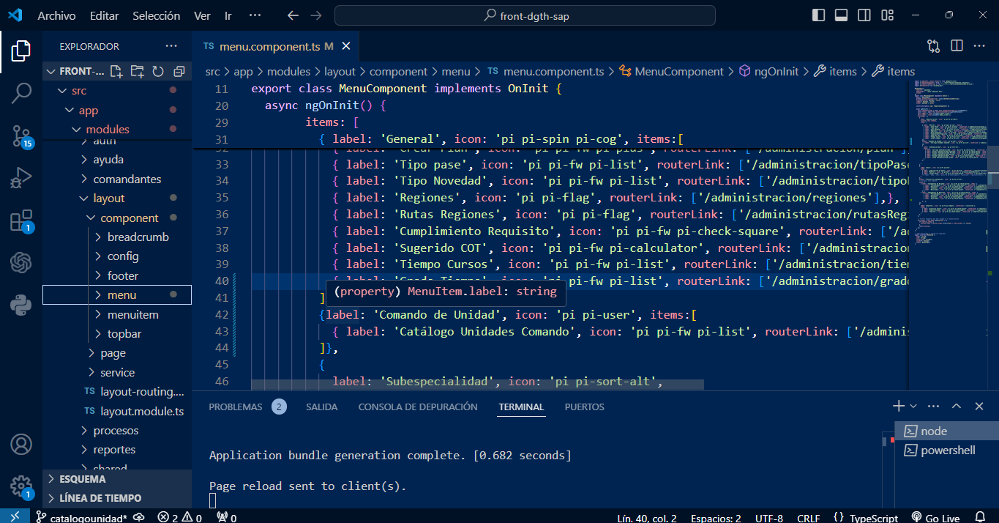 Archivo Editar Selección Ver Ir ··· front-dgth-sap
EXPLORADOR ···
FRONT-...
src
app
modules
auth
ayuda
comandantes
layout
component
breadcrumb
config
footer
menu
menuitem
topbar
page
service
TS layout-routing....
TS layout.module.ts
procesos
reportes
shared
ESQUEMA
LÍNEA DE TIEMPO
15
1
1
TS menu.component.ts M
src > app > modules > layout > component > menu > TS menu.component.ts > MenuComponent > ngOnInit > items > items
11 export class MenuComponent implements OnInit {
20 async ngOnInit() {
29 items: [
31 { label: 'General', icon: 'pi pi-spin pi-cog', items:[
32 { label: 'Crear Plan', icon: 'pi pi-fw pi-plus', routerLink: ['/administracion/plan']
33 { label: 'Tipo pase', icon: 'pi pi-fw pi-list', routerLink: ['/administracion/tipoPase
34 { label: 'Tipo Novedad', icon: 'pi pi-fw pi-list', routerLink: ['/administracion/tipo
35 { label: 'Regiones', icon: 'pi pi-flag', routerLink: ['/administracion/regiones'],},
36 { label: 'Rutas Regiones', icon: 'pi pi-flag', routerLink: ['/administracion/rutasReg
37 { label: 'Cumplimiento Requisito', icon: 'pi pi-fw pi-check-square', routerLink: ['/a
38 { label: 'Sugerido COT', icon: 'pi pi-fw pi-calculator', routerLink: ['/administracion
39 { label: 'Tiempo Cursos', icon: 'pi pi-fw pi-list', routerLink: ['/administracion/tiem
40 { label: 'Grado Tiempo', icon: 'pi pi-fw pi-list', routerLink: ['/administracion/grado
(property) MenuItem.label: string
41 ]
42 {label: 'Comando de Unidad', icon: 'pi pi-user', items:[
43 { label: 'Catálogo Unidades Comando', icon: 'pi pi-fw pi-list', routerLink: ['/adminis
44 ]},
45 {
46 label: 'Subespecialidad', icon: 'pi pi-sort-alt',
PROBLEMAS 2 SALIDA CONSOLA DE DEPURACIÓN TERMINAL PUERTOS
Application bundle generation complete. [0.682 seconds]
Page reload sent to client(s).
node
powershell
catalogounidad* 2 0 0 Lín. 40, col. 2 Espacios: 2 UTF-8 CRLF {} TypeScript Go Live